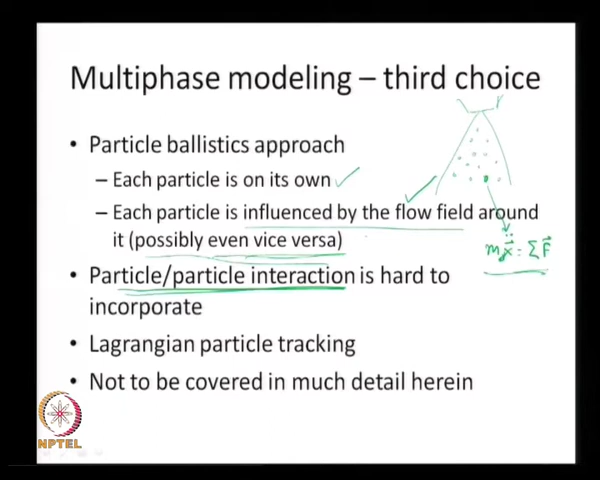 Multiphase modeling – third choice
• Particle ballistics approach
– Each particle is on its own
– Each particle is influenced by the flow field around
it (possibly even vice versa)
m ẍ = ΣF
• Particle/particle interaction is hard to
incorporate
• Lagrangian particle tracking
• Not to be covered in much detail herein
NPTEL